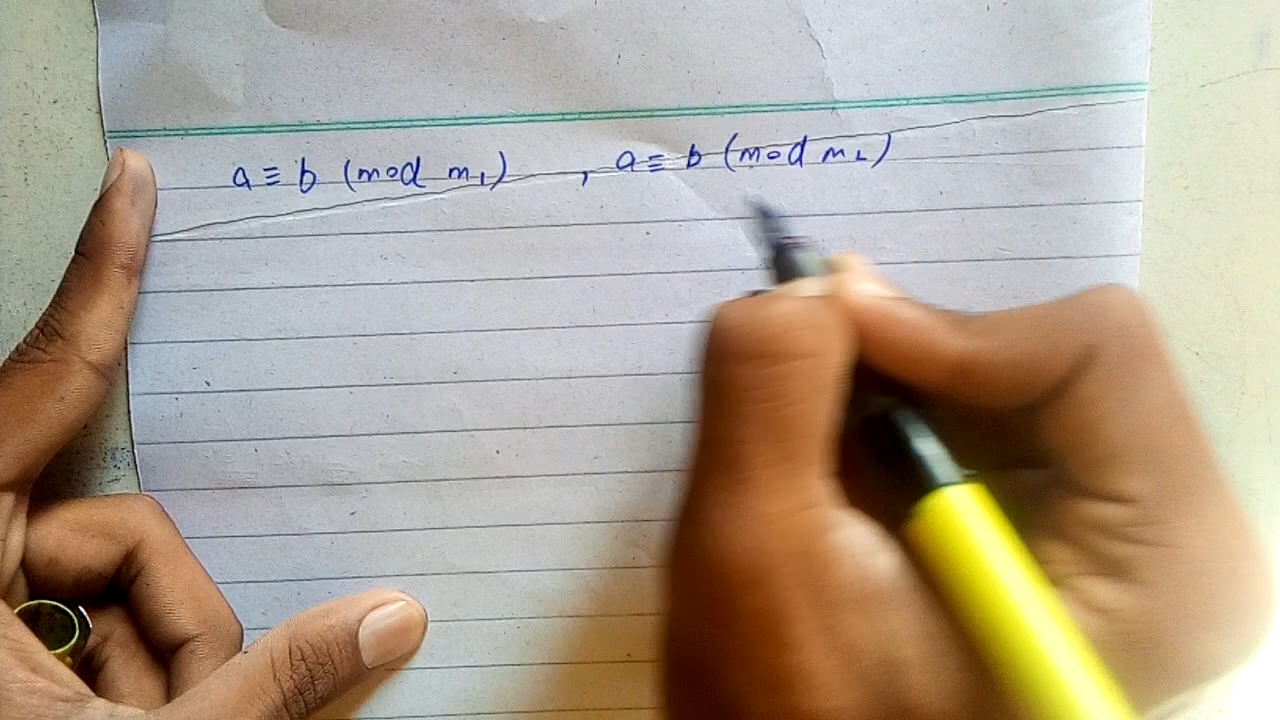 a ≡ b (mod m₁) , a ≡ b (mod m₂)